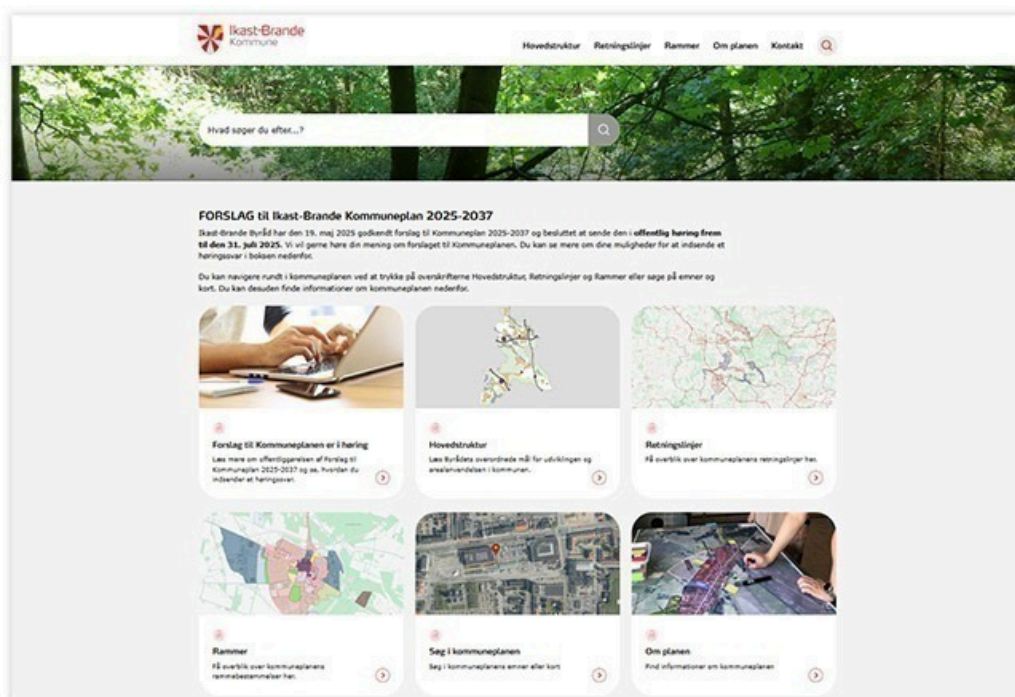 Ikast-Brande
Kommune
Hovedstruktur Retningslinjer Rammer Om planen Kontakt
Hvad søger du efter...?
FORSLAG til Ikast-Brande Kommuneplan 2025-2037
Ikast-Brande Byråd har den 19. maj 2025 godkendt forslag til Kommuneplan 2025-2037 og besluttet at sende den i offentlig høring frem
til den 31. juli 2025. Vi vil gerne høre din mening om forslaget til Kommuneplanen. Du kan se mere om dine muligheder for at indsende et
høringssvar i boksen nedenfor.
Du kan navigere rundt i kommuneplanen ved at trykke på overskrifterne Hovedstruktur, Retningslinjer og Rammer eller søge på emner og
kort. Du kan desuden finde informationer om kommuneplanen nedenfor.
Forslag til Kommuneplanen er i høring
Læs mere om offentliggørelsen af Forslag til
Kommuneplan 2025-2037 og se, hvordan du
indsender et høringssvar.
Hovedstruktur
Læs Byrådets overordnede mål for udviklingen og
arealanvendelsen i kommunen.
Retningslinjer
Få overblik over kommuneplanens retningslinjer her.
Rammer
Få overblik over kommuneplanens
rammebestemmelser her.
Søg i kommuneplanen
Søg i kommuneplanens emner eller kort
Om planen
Find informationer om kommuneplanen